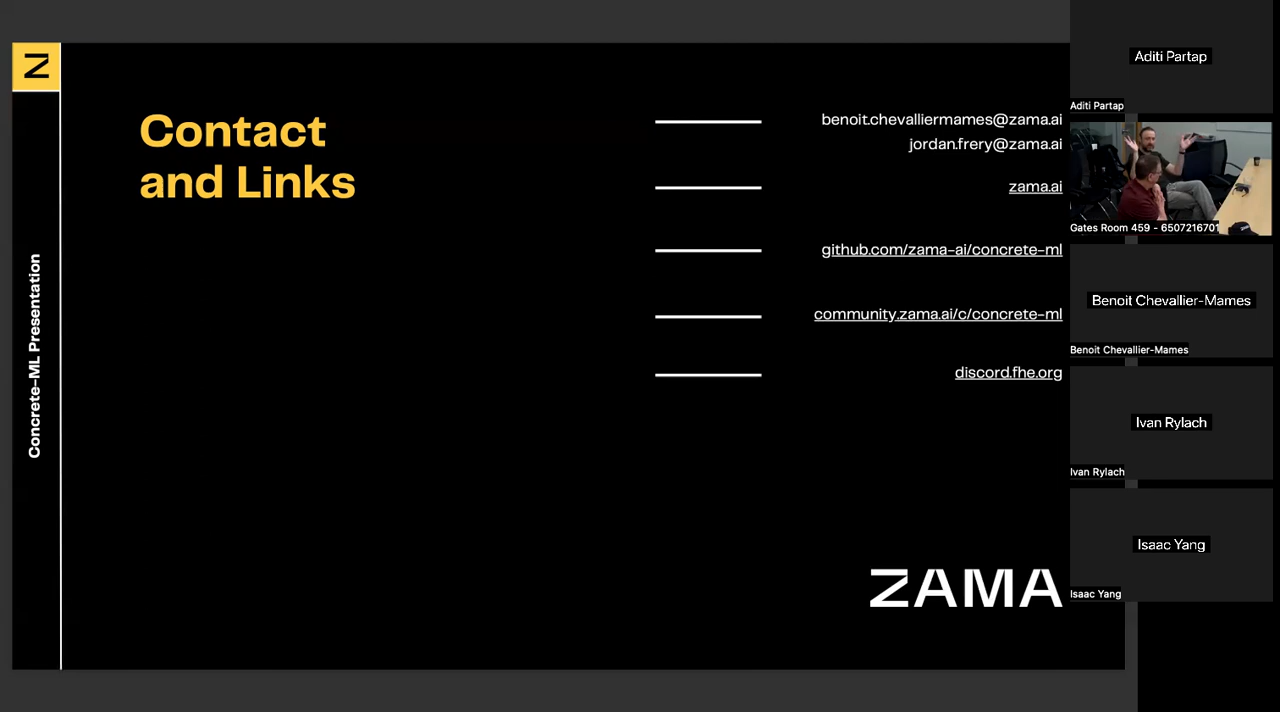 Z
Concrete-ML Presentation
Contact
and Links
benoit.chevalliermames@zama.ai
jordan.frery@zama.ai
zama.ai
github.com/zama-ai/concrete-ml
community.zama.ai/c/concrete-ml
discord.fhe.org
ZAMA
Aditi Partap
Aditi Partap
Gates Room 459 - 6507216701
Benoit Chevallier-Mames
Benoit Chevallier-Mames
Ivan Rylach
Ivan Rylach
Isaac Yang
Isaac Yang